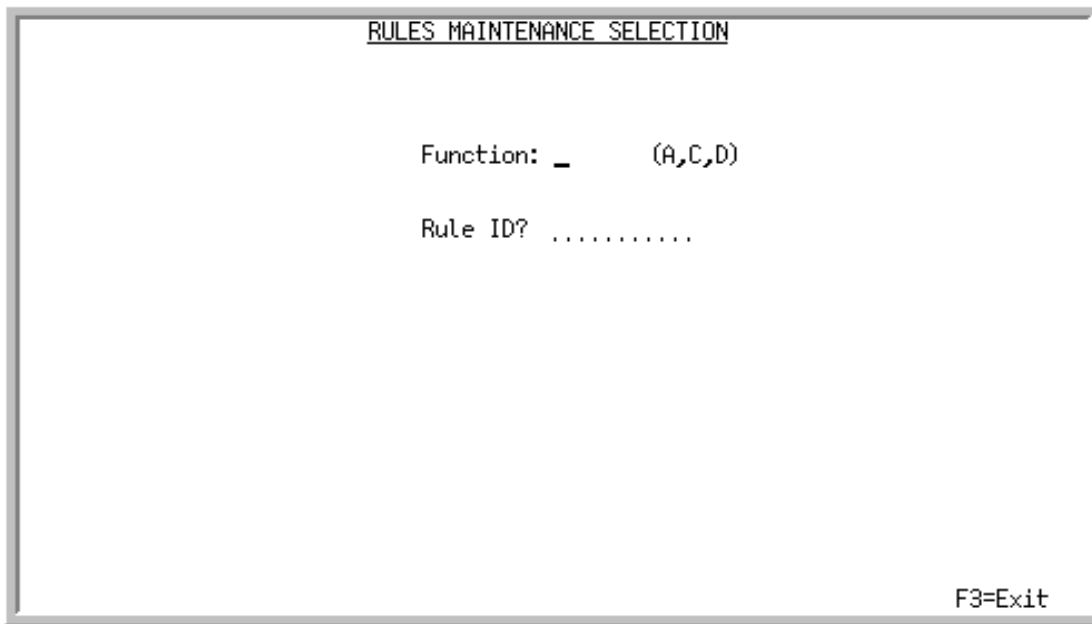 RULES MAINTENANCE SELECTION
Function: _ (A,C,D)
Rule ID? ...........
F3=Exit